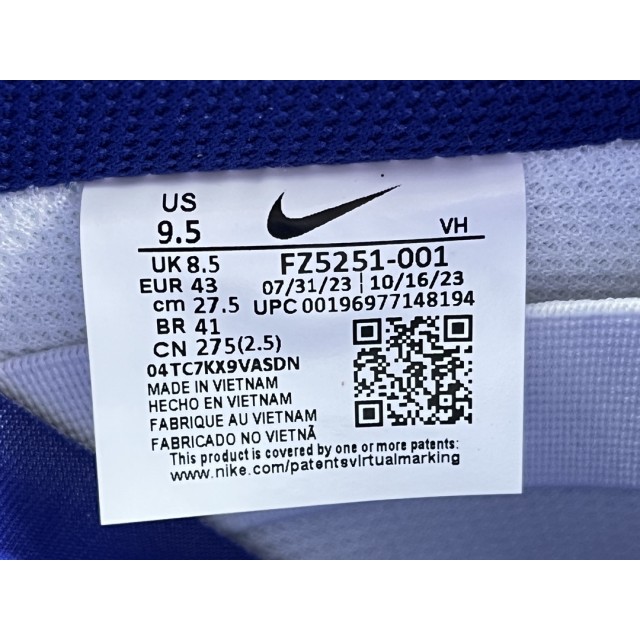 US
9.5
VH
UK 8.5
FZ5251-001
EUR 43
07/31/23 | 10/16/23
cm 27.5
UPC 00196977148194
BR 41
CN 275(2.5)
04TC7KX9VASDN
MADE IN VIETNAM
HECHO EN VIETNAM
FABRIQUE AU VIETNAM
FABRICADO NO VIETNÃ
This product is covered by one or more patents:
www.nike.com/patentsvirtualmarking